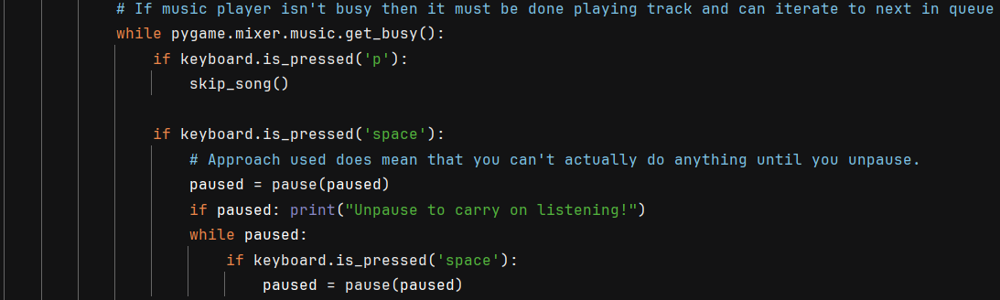 # If music player isn't busy then it must be done playing track and can iterate to next in queue
while pygame.mixer.music.get_busy():
if keyboard.is_pressed('p'):
skip_song()
if keyboard.is_pressed('space'):
# Approach used does mean that you can't actually do anything until you unpause.
paused = pause(paused)
if paused: print("Unpause to carry on listening!")
while paused:
if keyboard.is_pressed('space'):
paused = pause(paused)